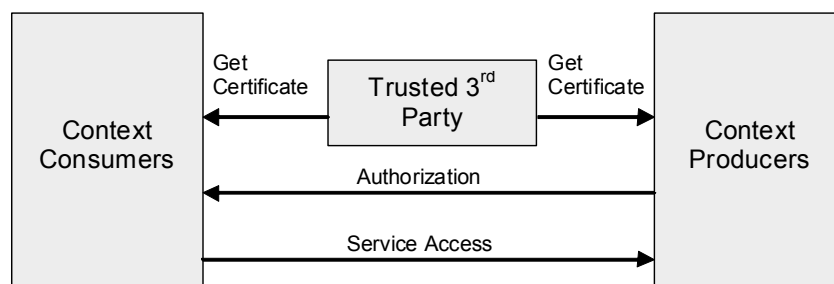 Get
Certificate
Trusted 3rd
Party
Get
Certificate
Context
Consumers
Context
Producers
Authorization
Service Access